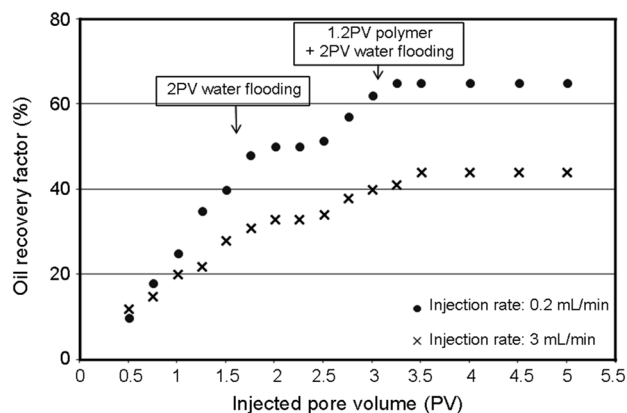 80
1.2PV polymer
+ 2PV water flooding
2PV water flooding
60
40
20
0
Oil recovery factor (%)
Injection rate: 0.2 mL/min
Injection rate: 3 mL/min
0 0.5 1 1.5 2 2.5 3 3.5 4 4.5 5 5.5
Injected pore volume (PV)